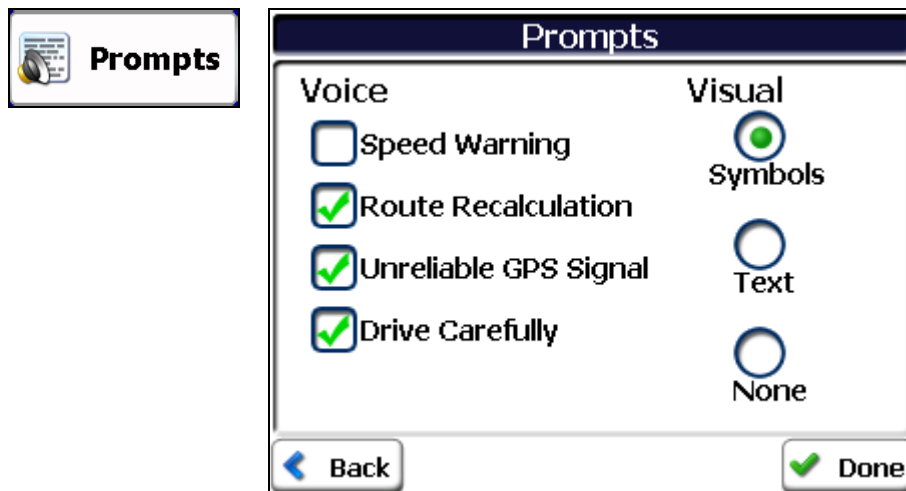 Prompts
Prompts
Voice
Speed Warning
Route Recalculation
Unreliable GPS Signal
Drive Carefully
Visual
Symbols
Text
None
Back
Done